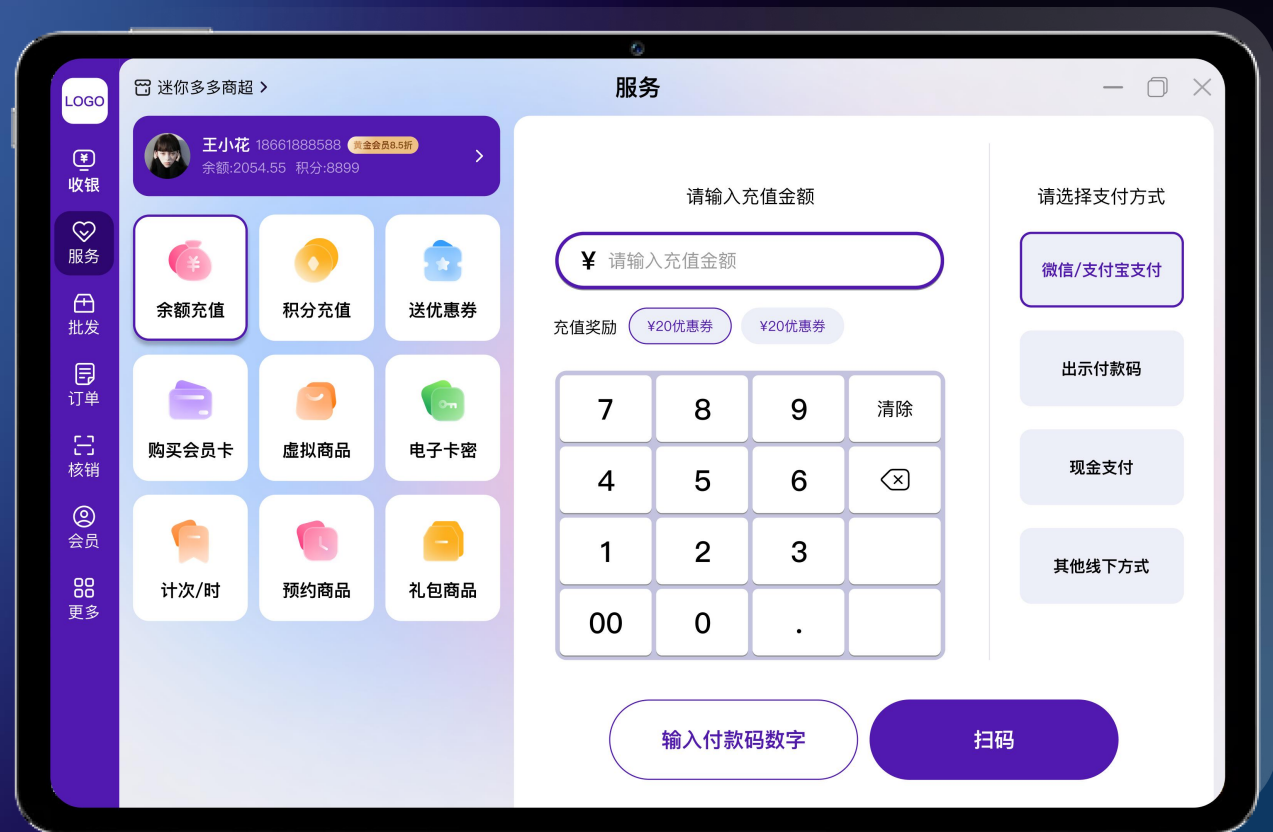 LOGO
收银
服务
批发
订单
核销
会员
更多
迷你多多商超
服务
王小花 18661888588 黄金会员8.5折
余额:2054.55 积分:8899
余额充值
积分充值
送优惠券
购买会员卡
虚拟商品
电子卡密
计次/时
预约商品
礼包商品
请输入充值金额
¥ 请输入充值金额
充值奖励 ¥20优惠券 ¥20优惠券
7 8 9 清除
4 5 6
1 2 3
00 0 .
请选择支付方式
微信/支付宝支付
出示付款码
现金支付
其他线下方式
输入付款码数字
扫码